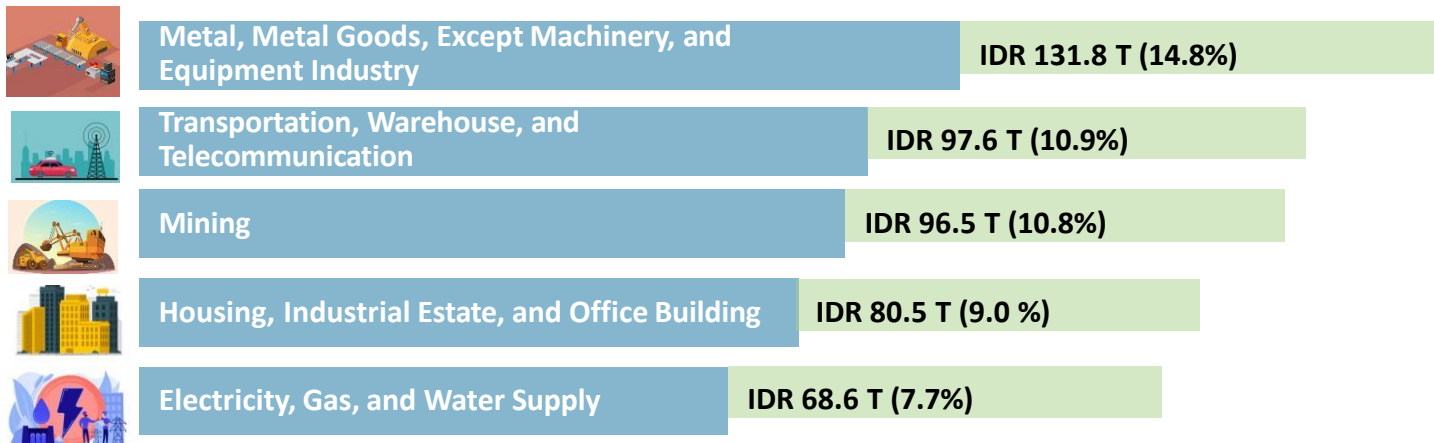 Metal, Metal Goods, Except Machinery, and
Equipment Industry
IDR 131.8 T (14.8%)
Transportation, Warehouse, and
Telecommunication
IDR 97.6 T (10.9%)
Mining
IDR 96.5 T (10.8%)
Housing, Industrial Estate, and Office Building
IDR 80.5 T (9.0 %)
Electricity, Gas, and Water Supply
IDR 68.6 T (7.7%)